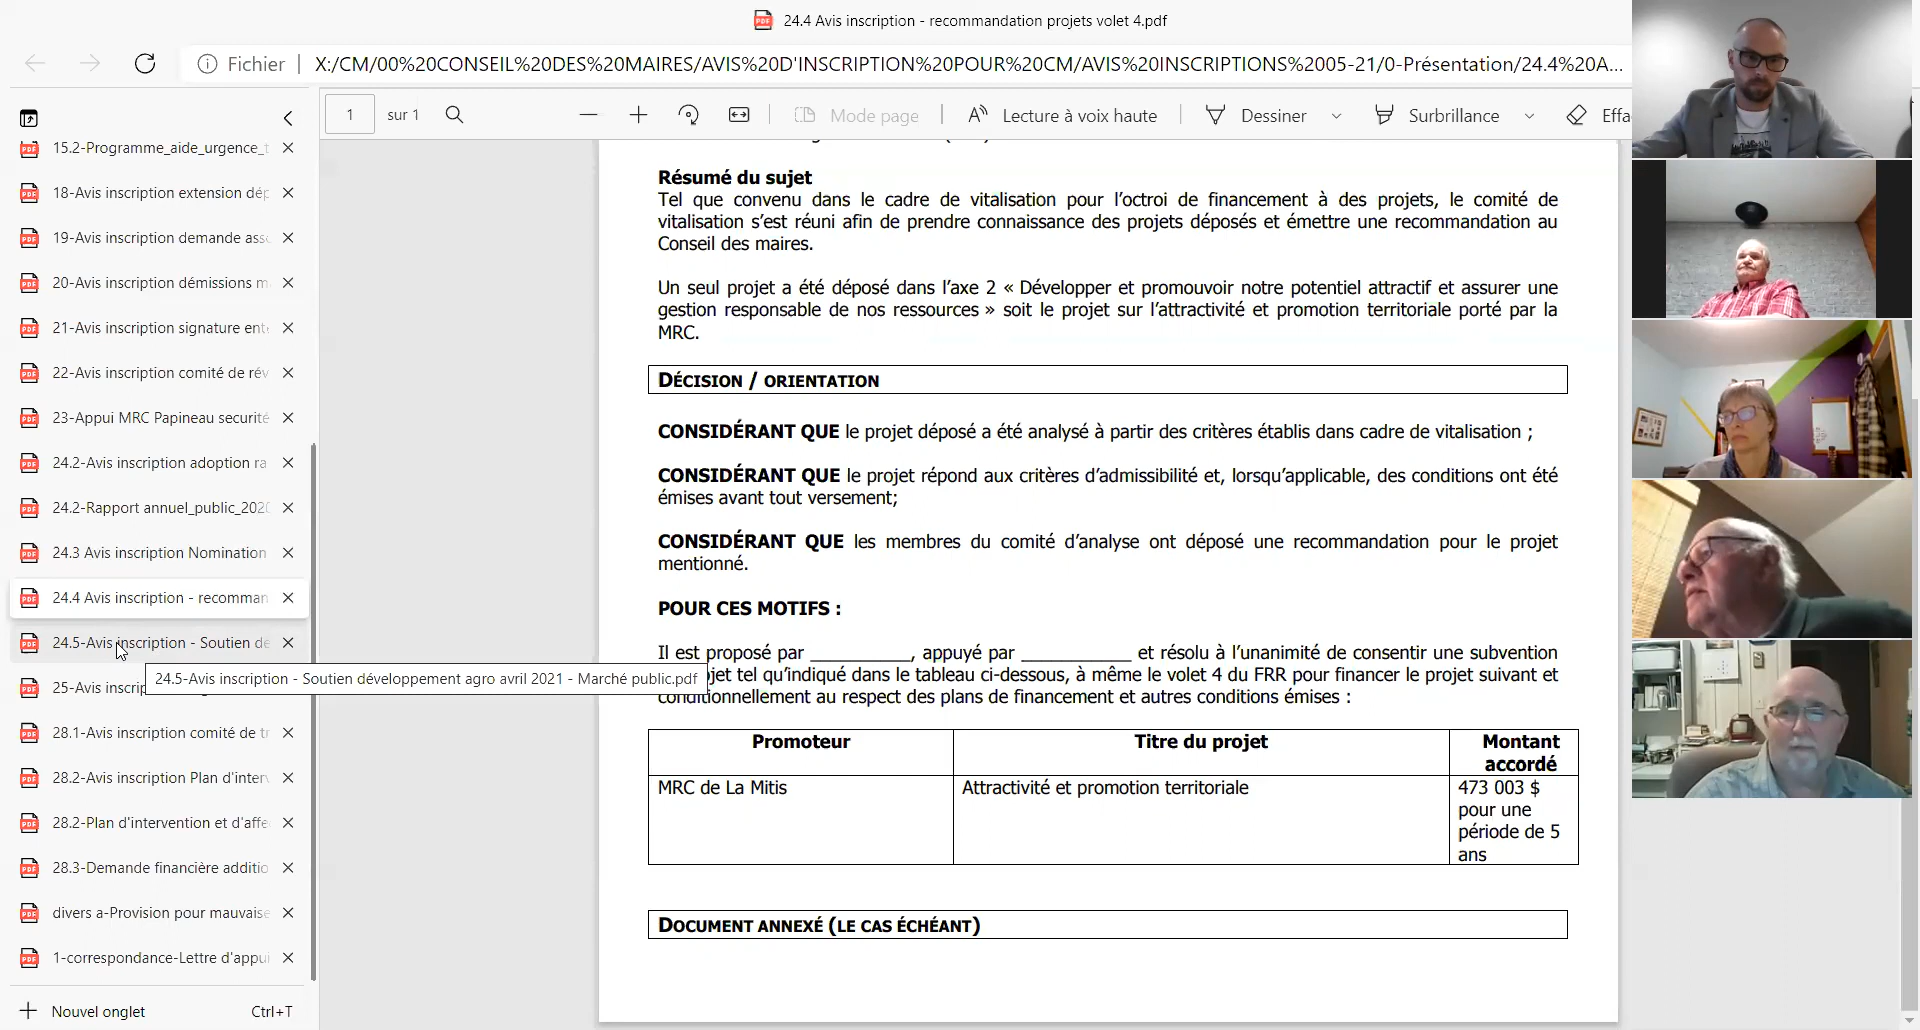 24.4 Avis inscription - recommandation projets volet 4.pdf
Fichier
X:/CM/00%20CONSEIL%20DES%20MAIRES/AVIS%20D'INSCRIPTION%20POUR%20CM/AVIS%20INSCRIPTIONS%2005-21/0-Présentation/24.4%20A...
1 sur 1
Mode page
Lecture à voix haute
Dessiner
Surbrillance
Effa
15.2-Programme_aide_urgence_t
18-Avis inscription extension dép
19-Avis inscription demande asso
20-Avis inscription démissions m
21-Avis inscription signature ente
22-Avis inscription comité de rév
23-Appui MRC Papineau securité
24.2-Avis inscription adoption ra
24.2-Rapport annuel_public_2020
24.3 Avis inscription Nomination
24.4 Avis inscription - recomman
24.5-Avis inscription - Soutien de
24.5-Avis inscription - Soutien développement agro avril 2021 - Marché public.pdf
25-Avis inscrip
28.1-Avis inscription comité de tr
28.2-Avis inscription Plan d'interv
28.2-Plan d'intervention et d'affe
28.3-Demande financière additio
divers a-Provision pour mauvaise
1-correspondance-Lettre d'appui
Nouvel onglet Ctrl+T
Résumé du sujet
Tel que convenu dans le cadre de vitalisation pour l'octroi de financement à des projets, le comité de
vitalisation s'est réuni afin de prendre connaissance des projets déposés et émettre une recommandation au
Conseil des maires.
Un seul projet a été déposé dans l'axe 2 « Développer et promouvoir notre potentiel attractif et assurer une
gestion responsable de nos ressources » soit le projet sur l'attractivité et promotion territoriale porté par la
MRC.
DÉCISION / ORIENTATION
CONSIDÉRANT QUE le projet déposé a été analysé à partir des critères établis dans cadre de vitalisation ;
CONSIDÉRANT QUE le projet répond aux critères d'admissibilité et, lorsqu'applicable, des conditions ont été
émises avant tout versement;
CONSIDÉRANT QUE les membres du comité d'analyse ont déposé une recommandation pour le projet
mentionné.
POUR CES MOTIFS :
Il est proposé par __________, appuyé par ___________ et résolu à l'unanimité de consentir une subvention
jet tel qu'indiqué dans le tableau ci-dessous, à même le volet 4 du FRR pour financer le projet suivant et
conditionnellement au respect des plans de financement et autres conditions émises :
Promoteur
Titre du projet
Montant
accordé
MRC de La Mitis
Attractivité et promotion territoriale
473 003 $
pour une
période de 5
ans
DOCUMENT ANNEXÉ (LE CAS ÉCHÉANT)